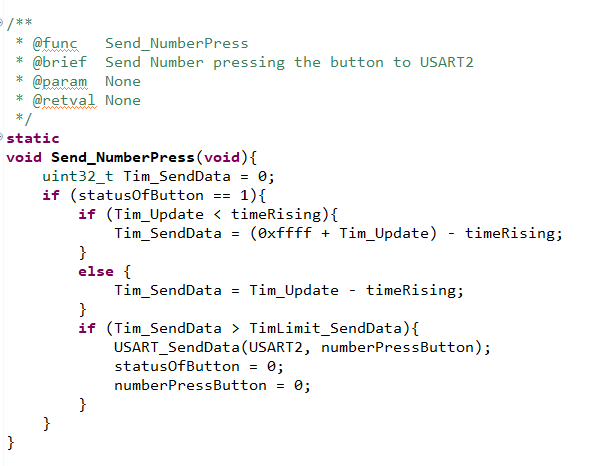 /**
 * @func   Send_NumberPress
 * @brief  Send Number pressing the button to USART2
 * @param  None
 * @retval None
 */
static
void Send_NumberPress(void){
    uint32_t Tim_SendData = 0;
    if (statusOfButton == 1){
        if (Tim_Update < timeRising){
            Tim_SendData = (0xffff + Tim_Update) - timeRising;
        }
        else {
            Tim_SendData = Tim_Update - timeRising;
        }
        if (Tim_SendData > TimLimit_SendData){
            USART_SendData(USART2, numberPressButton);
            statusOfButton = 0;
            numberPressButton = 0;
        }
    }
}